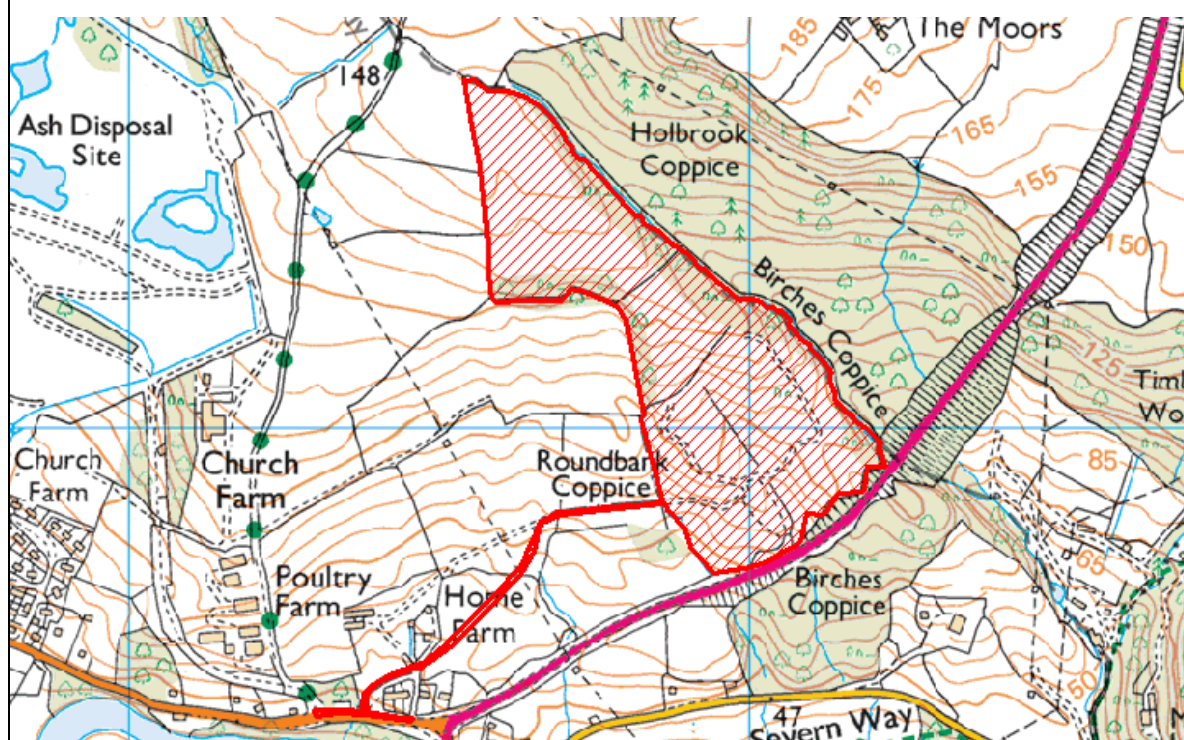 The Moors
185
148
175
Ash Disposal
Site
165
Holbrook
Coppice
155
150
Birches Coppice
125
Church
Farm
Church
Farm
Roundbank
Coppice
85
65
Poultry
Farm
Home
Farm
Birches
Coppice
50
47
Severn Way